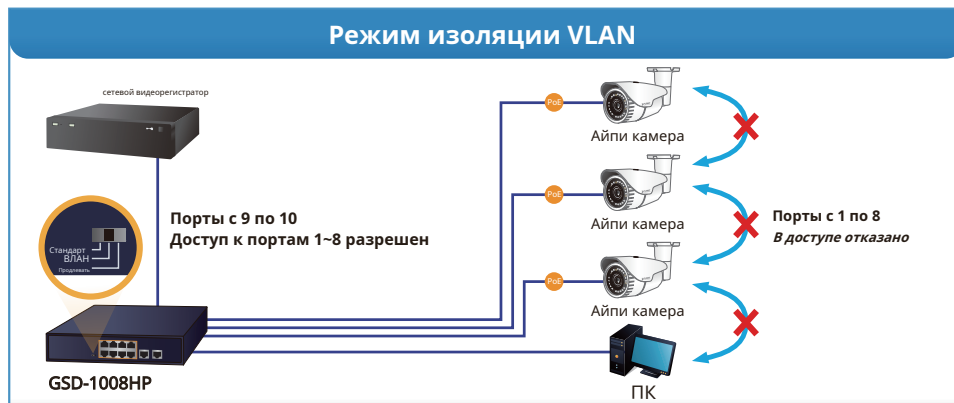 Режим изоляции VLAN
сетевой видеорегистратор
PoE
Айпи камера
PoE
Айпи камера
Порты с 9 по 10
Доступ к портам 1~8 разрешен
Порты с 1 по 8
В доступе отказано
Стандарт
ВЛАН
Продлевать
PoE
Айпи камера
GSD-1008HP
ПК